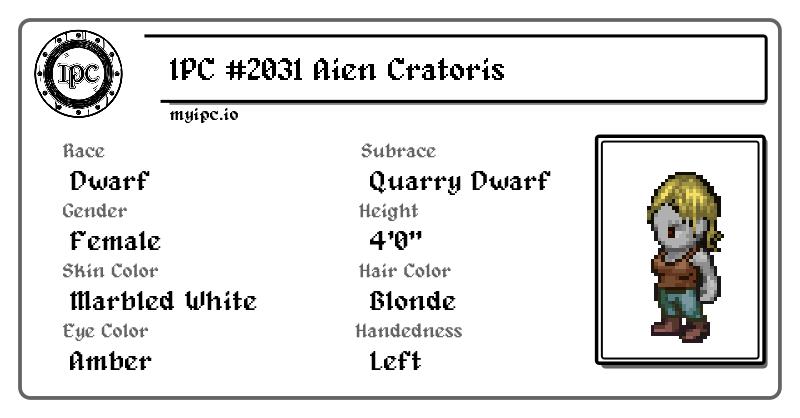 IPC
IPC #2031 Aien Cratoris
myipc.io
Race
Dwarf
Subrace
Quarry Dwarf
Gender
Female
Height
4'0"
Skin Color
Marbled White
Hair Color
Blonde
Eye Color
Amber
Handedness
Left